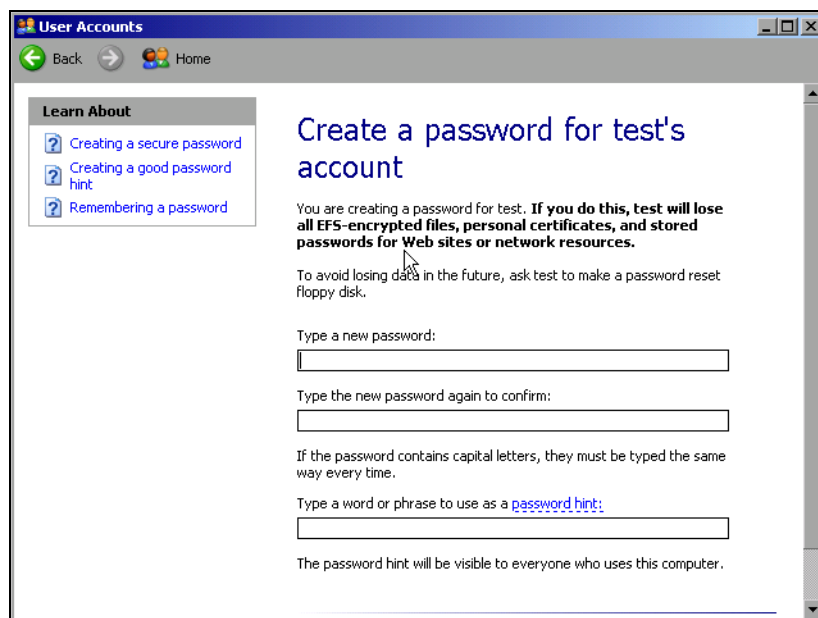 User Accounts
Back
Home
Learn About
Creating a secure password
Creating a good password
hint
Remembering a password
Create a password for test's
account
You are creating a password for test. If you do this, test will lose
all EFS-encrypted files, personal certificates, and stored
passwords for Web sites or network resources.
To avoid losing data in the future, ask test to make a password reset
floppy disk.
Type a new password:
Type the new password again to confirm:
If the password contains capital letters, they must be typed the same
way every time.
Type a word or phrase to use as a password hint:
The password hint will be visible to everyone who uses this computer.